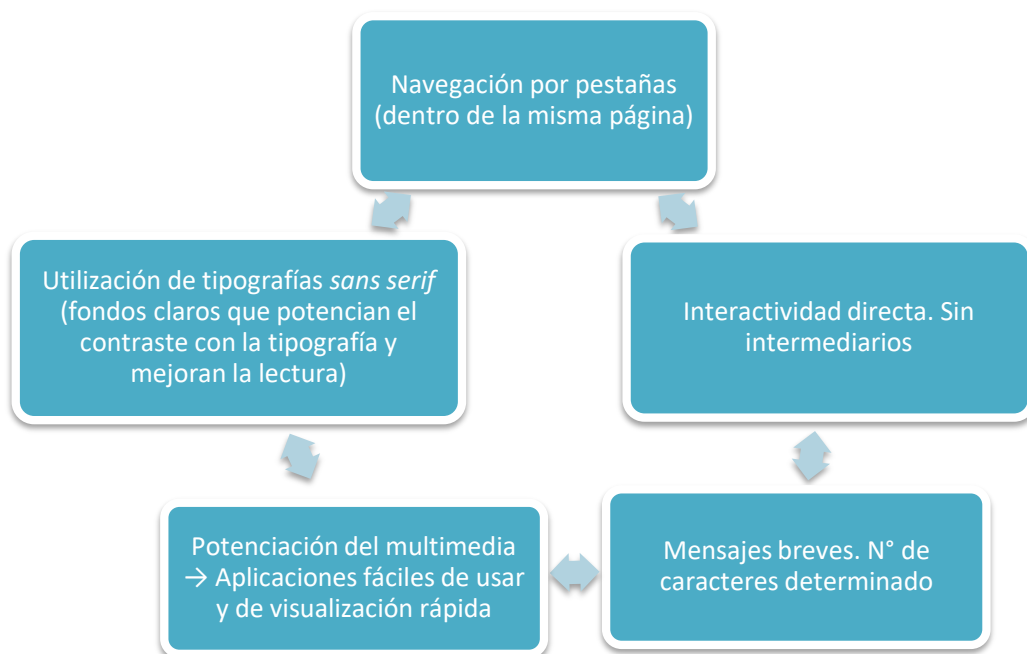 Navegación por pestañas
(dentro de la misma página)
Utilización de tipografías sans serif
(fondos claros que potencian el
contraste con la tipografía y
mejoran la lectura)
Interactividad directa. Sin
intermediarios
Potenciación del multimedia
→ Aplicaciones fáciles de usar
y de visualización rápida
Mensajes breves. N° de
caracteres determinado